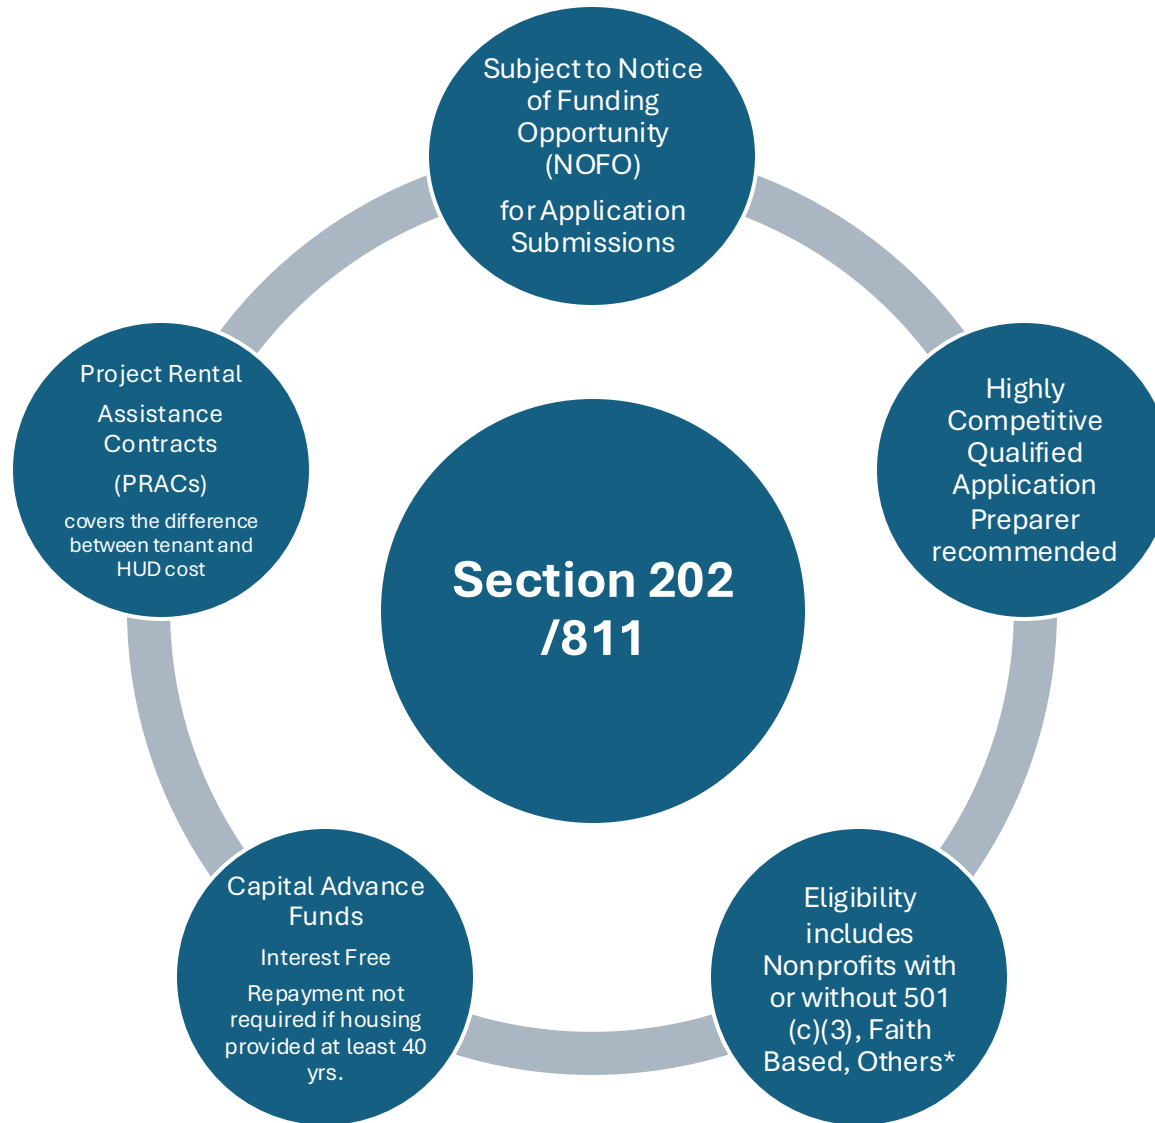 Subject to Notice
of Funding
Opportunity
(NOFO)
for Application
Submissions
Highly
Competitive
Qualified
Application
Preparer
recommended
Eligibility
includes
Nonprofits with
or without 501
(c)(3), Faith
Based, Others*
Capital Advance
Funds
Interest Free
Repayment not
required if housing
provided at least 40
yrs.
Project Rental
Assistance
Contracts
(PRACs)
covers the difference
between tenant and
HUD cost
Section 202
/811